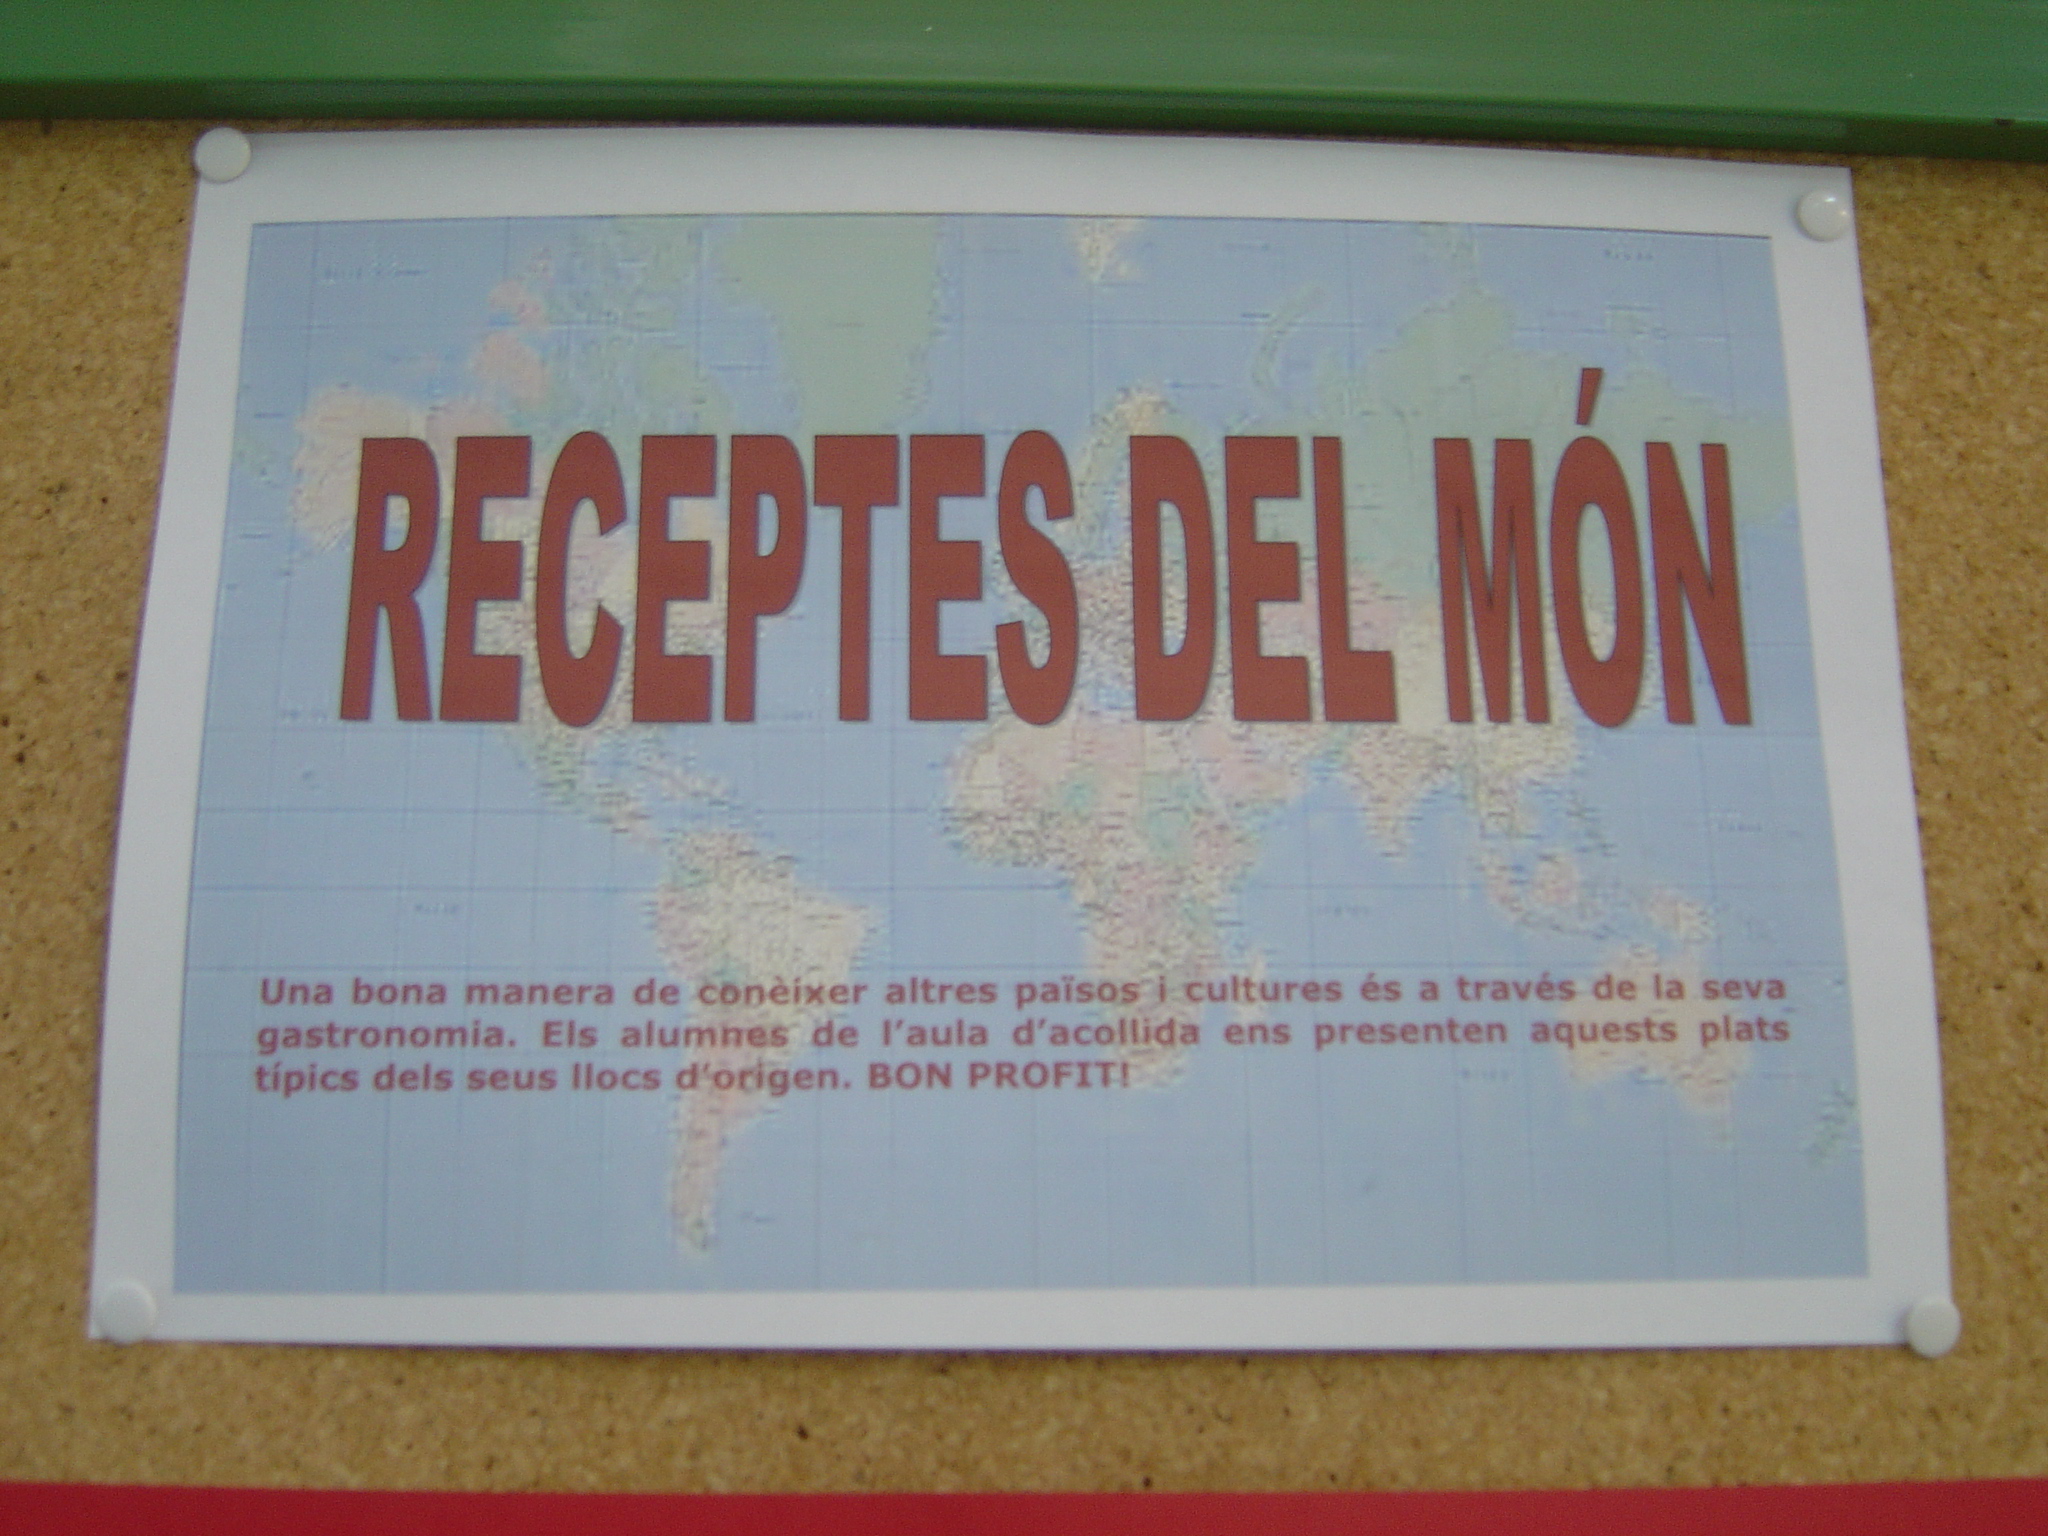 RECEPTES DEL MÓN
Una bona manera de conèixer altres països i cultures és a través de la seva
gastronomia. Els alumnes de l'aula d'acollida ens presenten aquests plats
típics dels seus llocs d'origen. BON PROFIT!